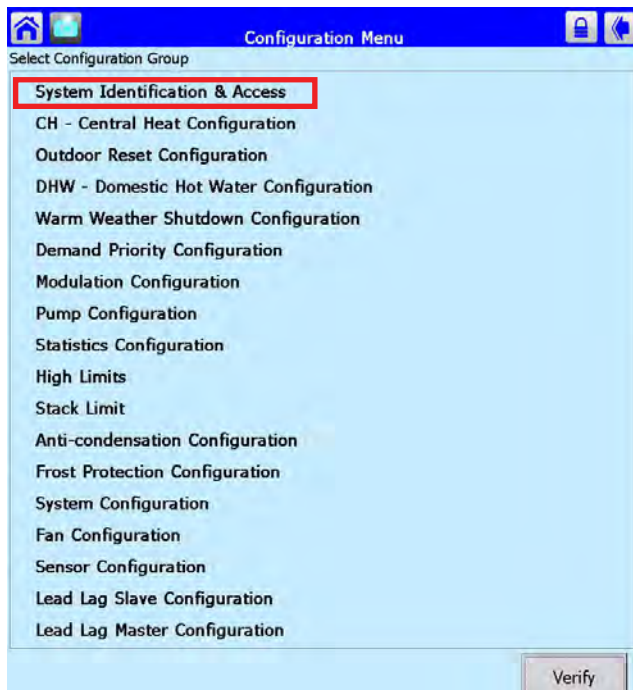 Configuration Menu
Select Configuration Group
System Identification & Access
CH - Central Heat Configuration
Outdoor Reset Configuration
DHW - Domestic Hot Water Configuration
Warm Weather Shutdown Configuration
Demand Priority Configuration
Modulation Configuration
Pump Configuration
Statistics Configuration
High Limits
Stack Limit
Anti-condensation Configuration
Frost Protection Configuration
System Configuration
Fan Configuration
Sensor Configuration
Lead Lag Slave Configuration
Lead Lag Master Configuration
Verify